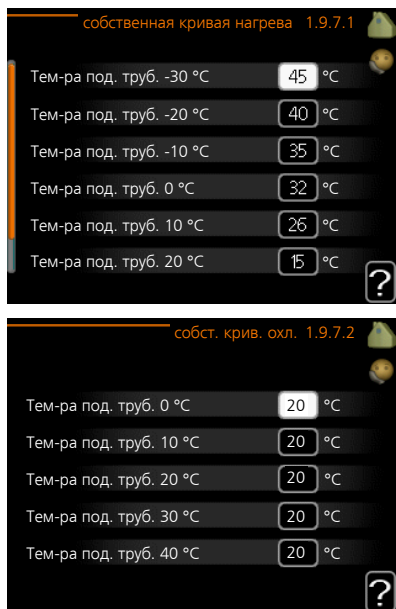 собственная кривая нагрева 1.9.7.1
Тем-ра под. труб. -30 °C 45 °C
Тем-ра под. труб. -20 °C 40 °C
Тем-ра под. труб. -10 °C 35 °C
Тем-ра под. труб. 0 °C 32 °C
Тем-ра под. труб. 10 °C 26 °C
Тем-ра под. труб. 20 °C 15 °C
?
собст. крив. охл. 1.9.7.2
Тем-ра под. труб. 0 °C 20 °C
Тем-ра под. труб. 10 °C 20 °C
Тем-ра под. труб. 20 °C 20 °C
Тем-ра под. труб. 30 °C 20 °C
Тем-ра под. труб. 40 °C 20 °C
?